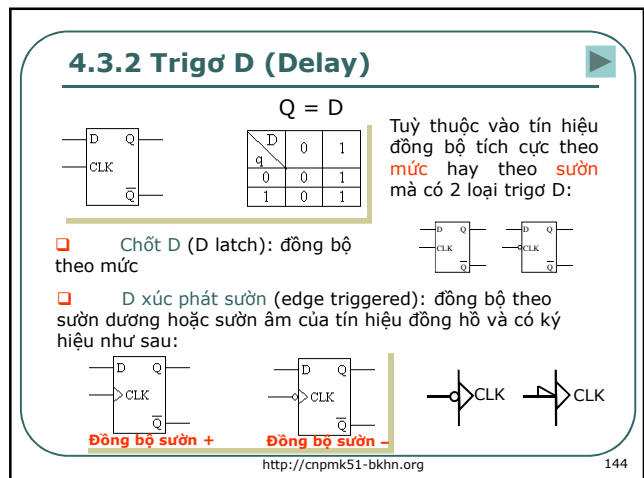 4.3.2 Trigơ D (Delay)
Q = D
D Q
CLK
Q
D 0 1
q
0 0 1
1 0 1
Tuỳ thuộc vào tín hiệu
đồng bộ tích cực theo
mức hay theo sườn
mà có 2 loại trigơ D:
D Q D Q
CLK CLK
Q Q
Chốt D (D latch): đồng bộ
theo mức
D xúc phát sườn (edge triggered): đồng bộ theo
sườn dương hoặc sườn âm của tín hiệu đồng hồ và có ký
hiệu như sau:
D Q D Q
CLK CLK CLK CLK
Q Q
Đồng bộ sườn + Đồng bộ sườn –
http://cnpmk51-bkhn.org 144